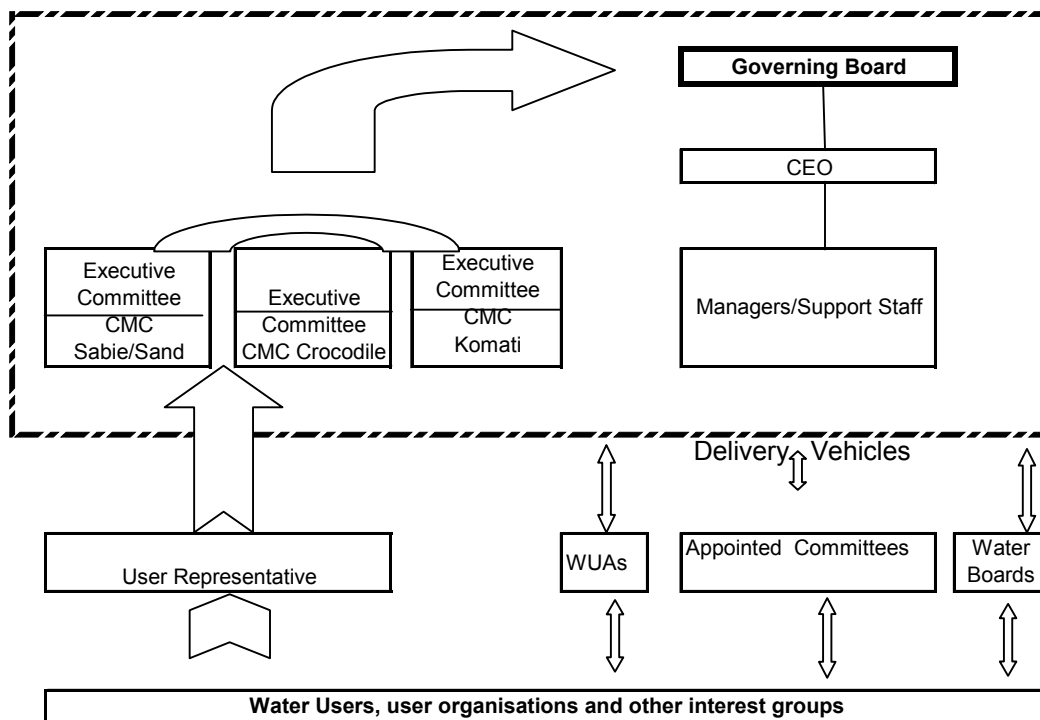 Governing Board
CEO
Executive
Committee
CMC
Sabie/Sand
Executive
Committee
CMC Crocodile
Executive
Committee
CMC
Komati
Managers/Support Staff
Delivery Vehicles
User Representative
WUAs
Appointed Committees
Water
Boards
Water Users, user organisations and other interest groups